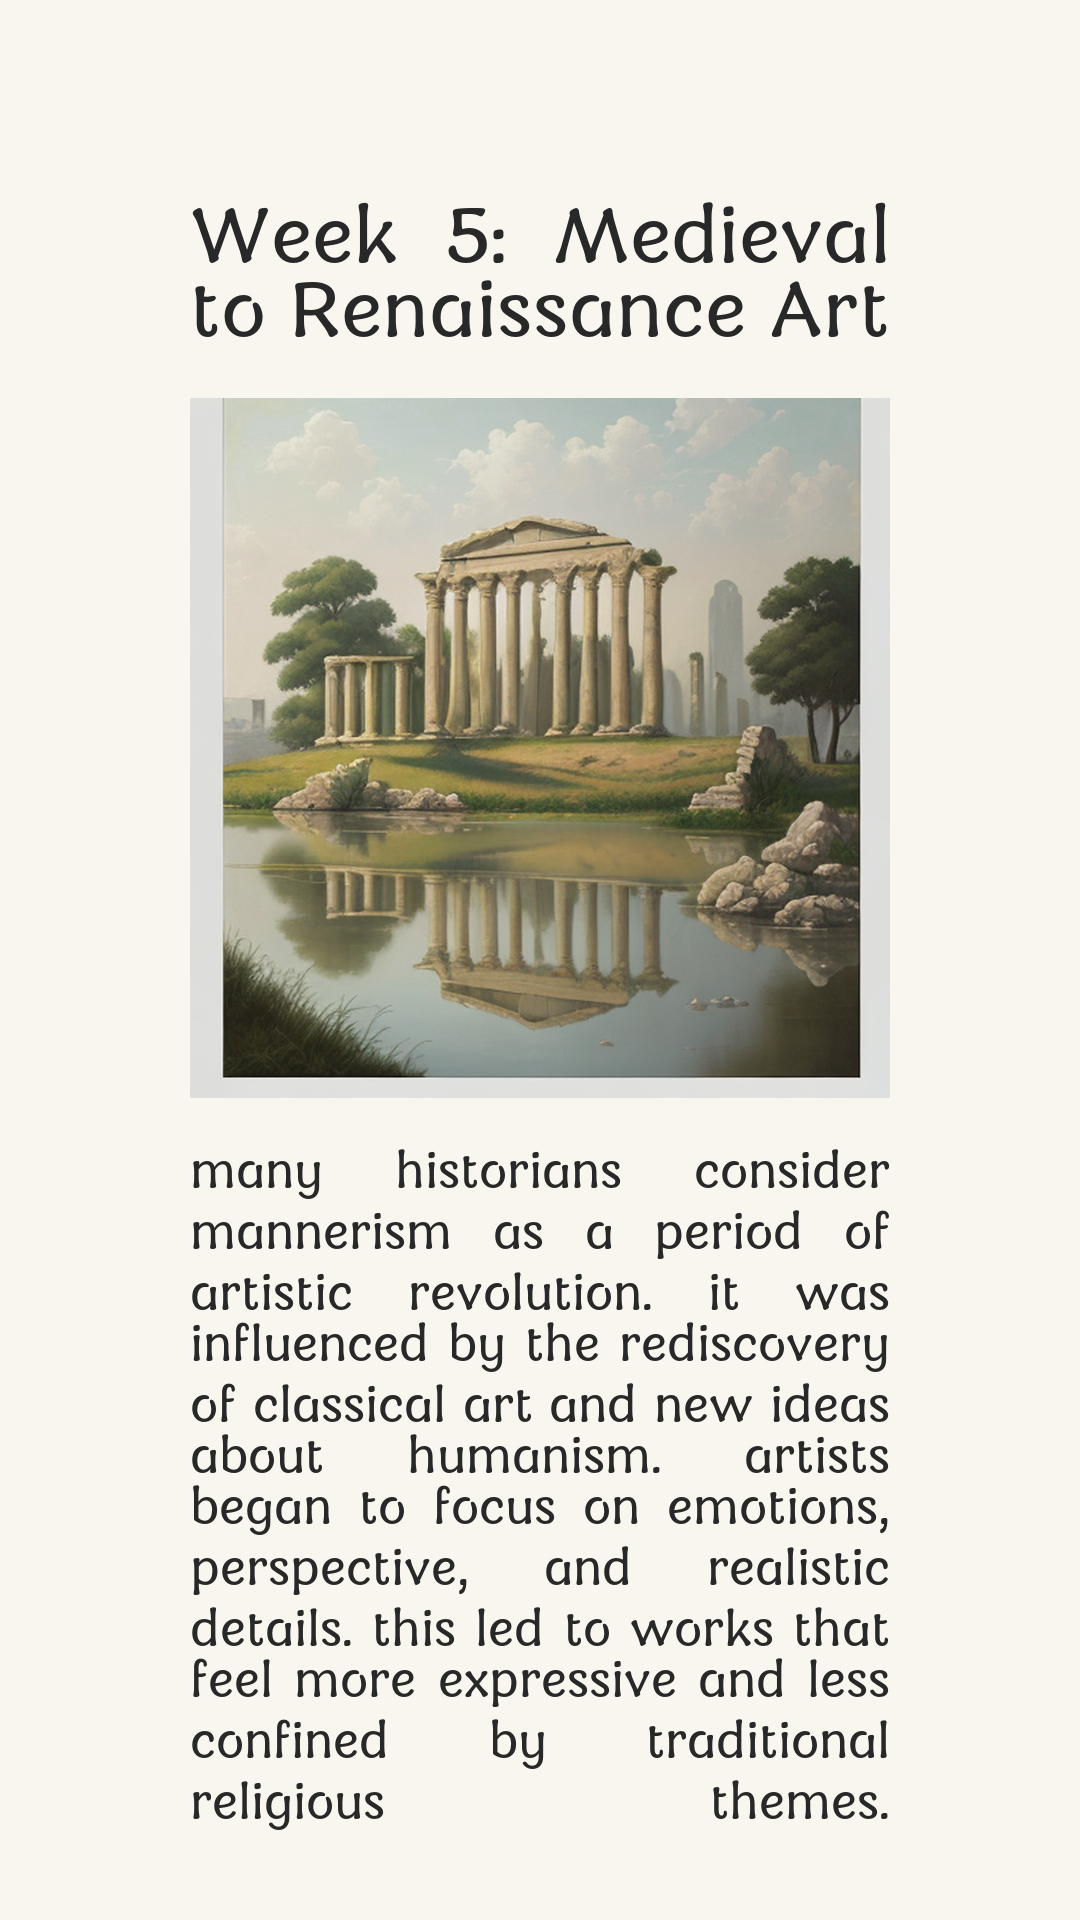 Week 5: Medieval
to Renaissance Art
many historians consider
mannerism as a period of
artistic revolution. it was
influenced by the rediscovery
of classical art and new ideas
about humanism. artists
began to focus on emotions,
perspective, and realistic
details. this led to works that
feel more expressive and less
confined by traditional
religious themes.